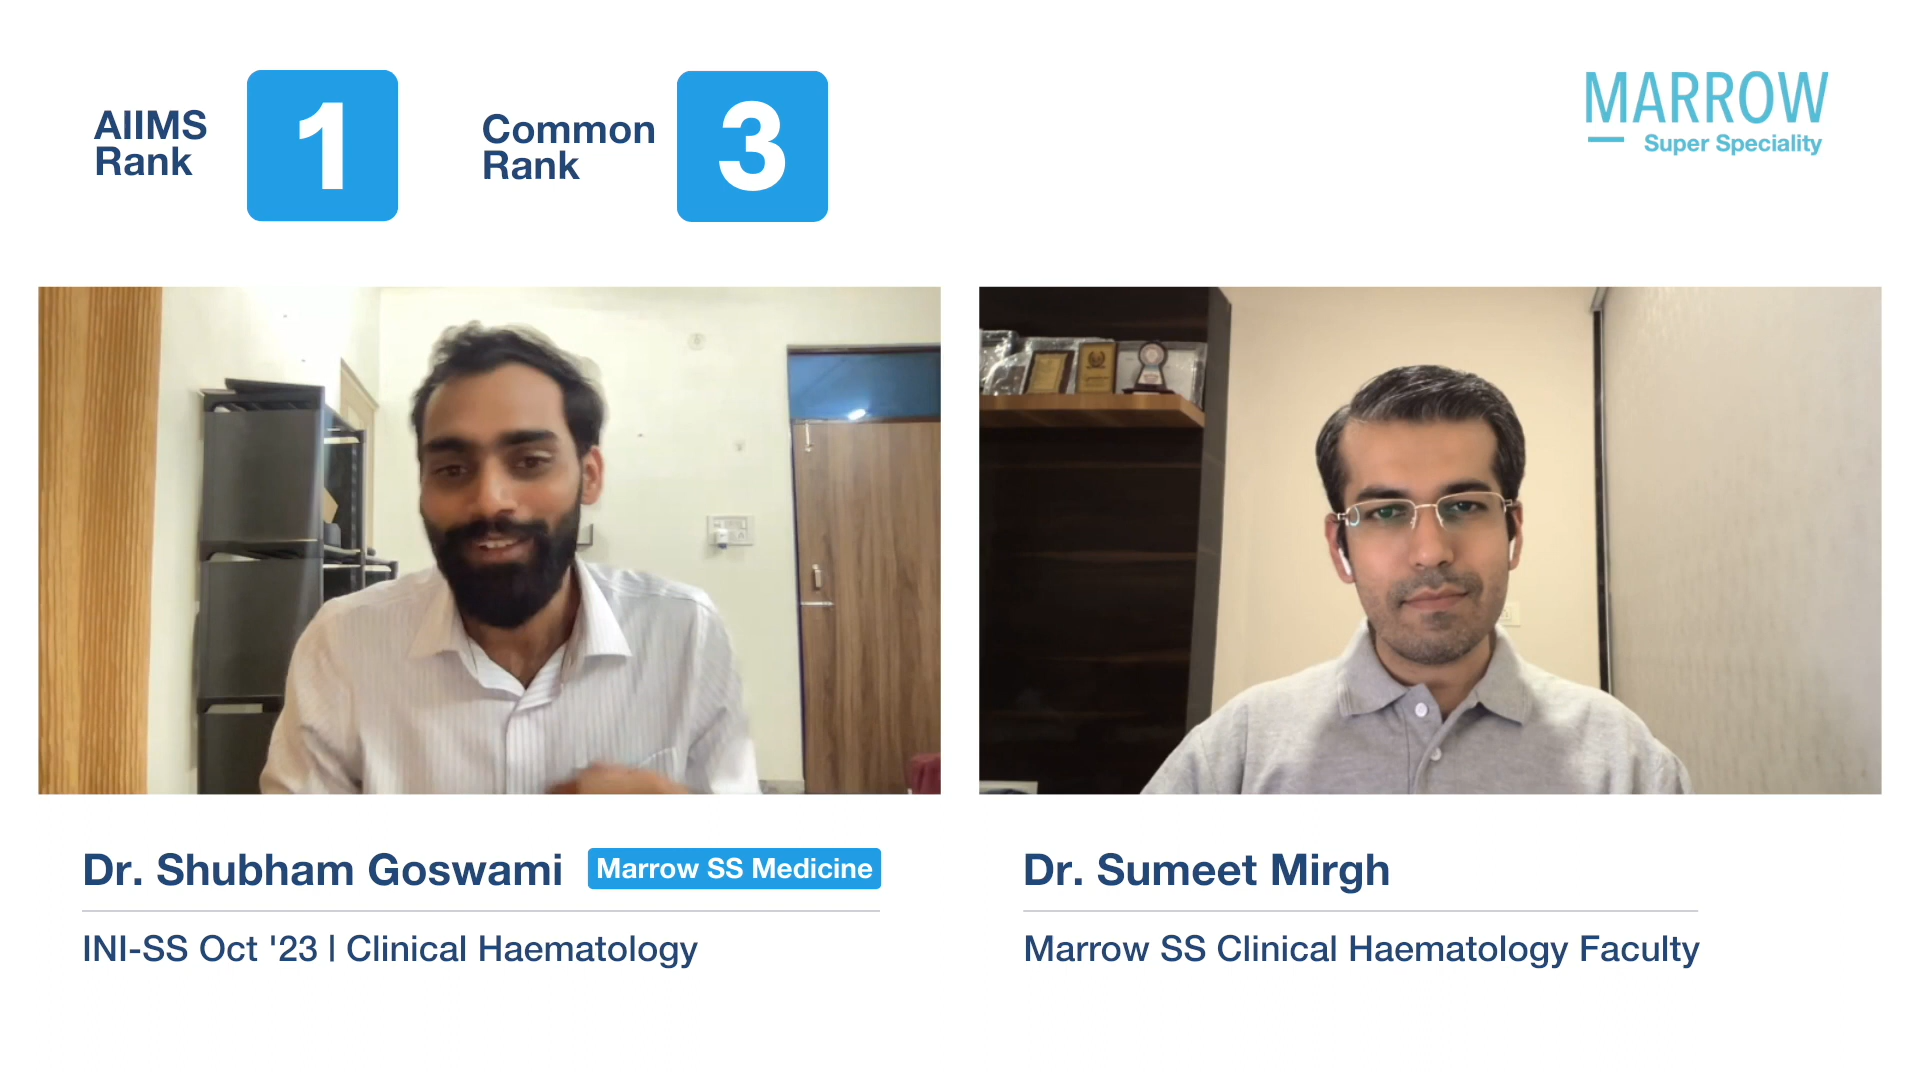 AIIMS
Rank
1
Common
Rank
3
MARROW
Super Speciality
Dr. Shubham Goswami
Marrow SS Medicine
INI-SS Oct '23 | Clinical Haematology
Dr. Sumeet Mirgh
Marrow SS Clinical Haematology Faculty